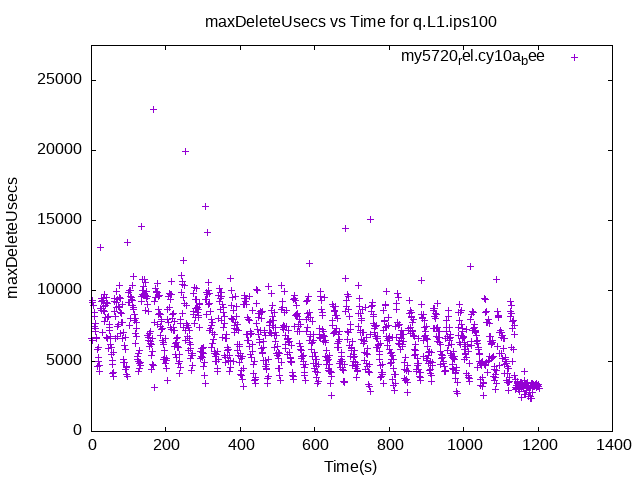 maxDeleteUsecs vs Time for q.L1.ips100
my5720rel.cy10abee
25000
20000
15000
10000
5000
0
maxDeleteUsecs
0 200 400 600 800 1000 1200 1400
Time(s)